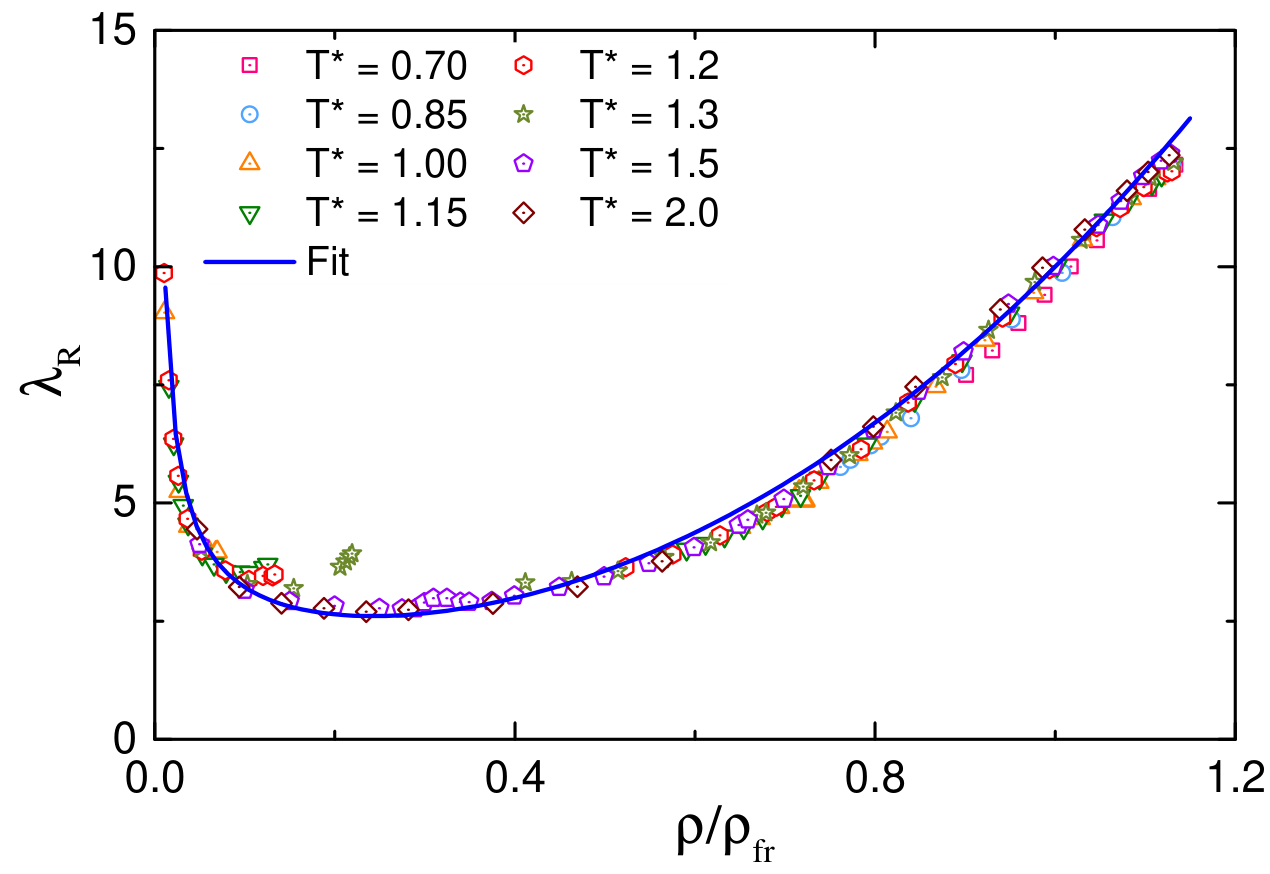 15
T* = 0.70 T* = 1.2
T* = 0.85 T* = 1.3
T* = 1.00 T* = 1.5
T* = 1.15 T* = 2.0
Fit
10
λR
5
0
0.0 0.4 0.8 1.2
ρ/ρfr